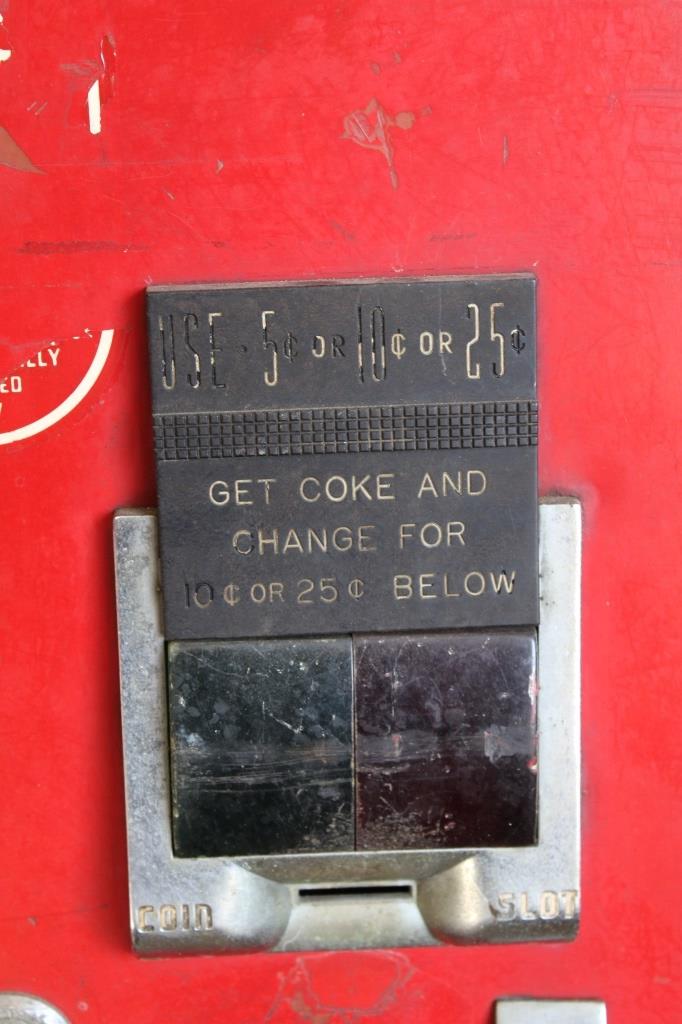 USE - 5¢ OR 10¢ OR 25¢
GET COKE AND
CHANGE FOR
10¢ OR 25¢ BELOW
COIN SLOT